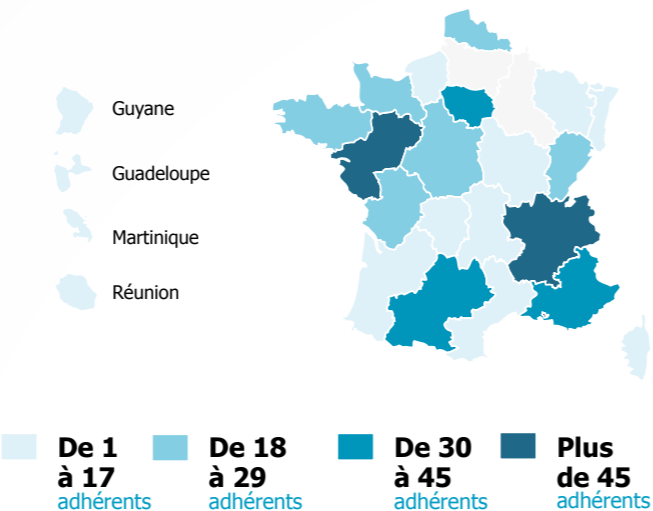 Guyane
Guadeloupe
Martinique
Réunion
De 1
à 17
adhérents
De 18
à 29
adhérents
De 30
à 45
adhérents
Plus
de 45
adhérents